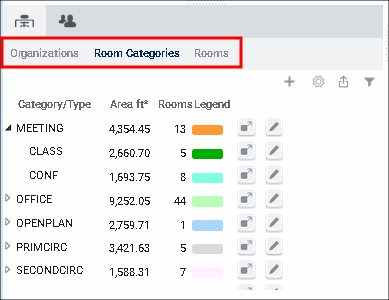 Organizations Room Categories Rooms
Category/Type Area ft² Rooms Legend
MEETING 4,354.45 13
CLASS 2,660.70 5
CONF 1,693.75 8
OFFICE 9,252.05 44
OPENPLAN 2,759.71 1
PRIMCIRC 3,421.63 5
SECONDCIRC 1,588.31 7